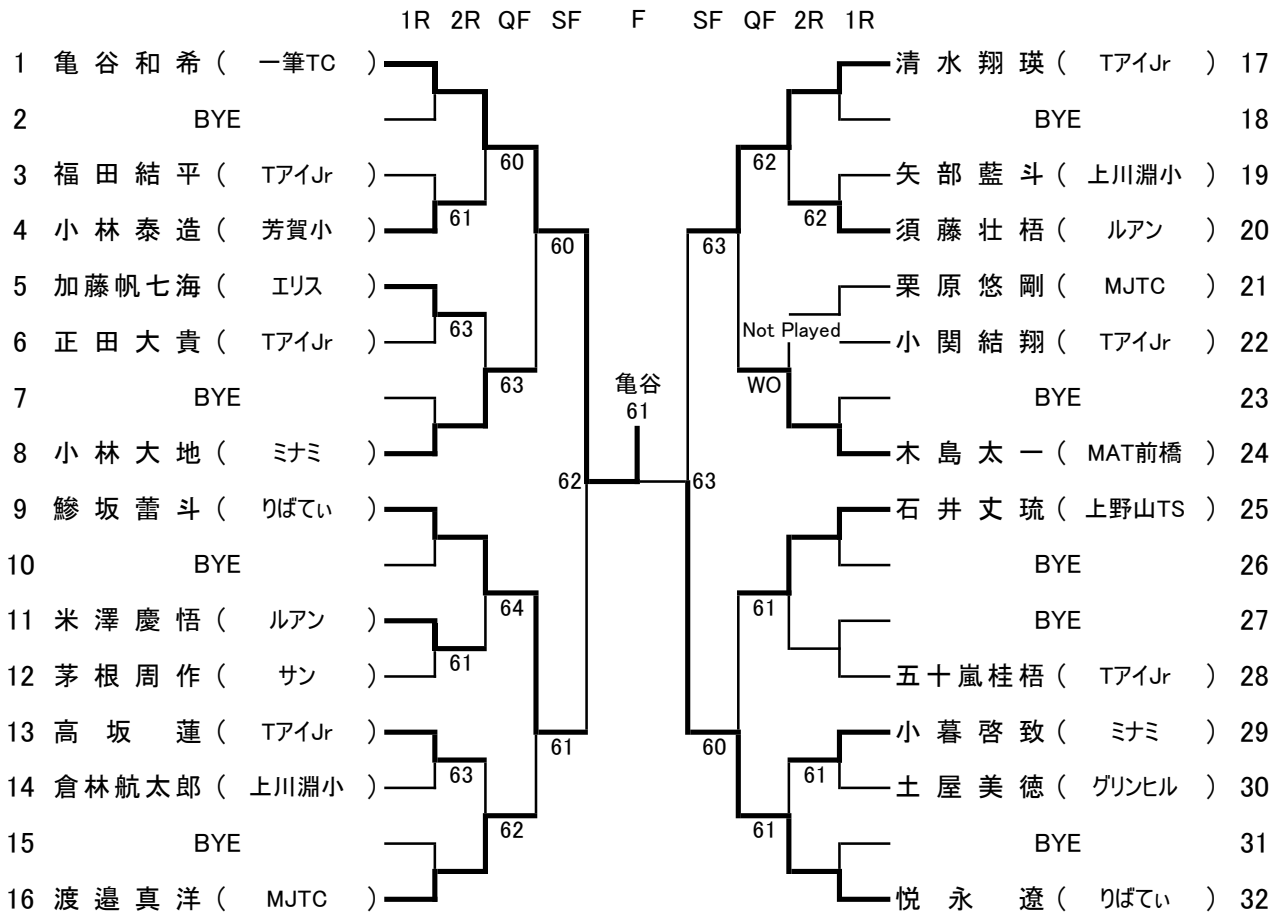 1R 2R QF SF F SF QF 2R 1R
1 亀谷和希 ( 一筆TC ) 清水翔瑛 ( TアイJr ) 17
2 BYE BYE 18
60 62
3 福田結平 ( TアイJr ) 矢部藍斗 ( 上川淵小 ) 19
61 62
4 小林泰造 ( 芳賀小 ) 60 63 須藤壮梧 ( ルアン ) 20
5 加藤帆七海 ( エリス ) 栗原悠剛 ( MJTC ) 21
63 Not Played
6 正田大貴 ( TアイJr ) 小関結翔 ( TアイJr ) 22
63 亀谷 WO
7 BYE 61 BYE 23
8 小林大地 ( ミナミ ) 木島太一 ( MAT前橋 ) 24
62 63
9 鰺坂蕾斗 ( りばてぃ ) 石井丈琉 ( 上野山TS ) 25
10 BYE BYE 26
64 61
11 米澤慶悟 ( ルアン ) BYE 27
61
12 茅根周作 ( サン ) 五十嵐桂梧 ( TアイJr ) 28
13 高坂蓮 ( TアイJr ) 61 60 小暮啓致 ( ミナミ ) 29
63 61
14 倉林航太郎 ( 上川淵小 ) 土屋美徳 ( グリンヒル ) 30
62 61
15 BYE BYE 31
16 渡邉真洋 ( MJTC ) 悦永遼 ( りばてぃ ) 32